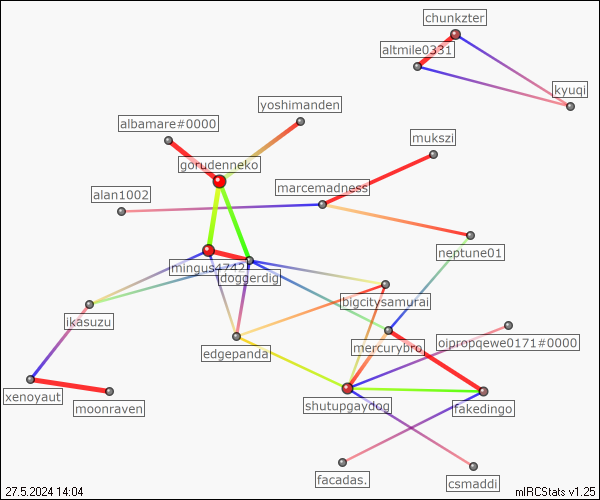 chunkzter
altmile0331
kyuqi
yoshimanden
albamare#0000
mukszi
gorudenneko
marcemadness
alan1002
neptune01
mingus4742
doggerdig
bigcitysamurai
ikasuzu
ojpropqewe0171#0000
mercurybro
edgepanda
xenoyaut
moonraven
shutupgaydog
fakedingo
facadas.
csmaddi
27.5.2024 14:04
mIRCStats v1.25